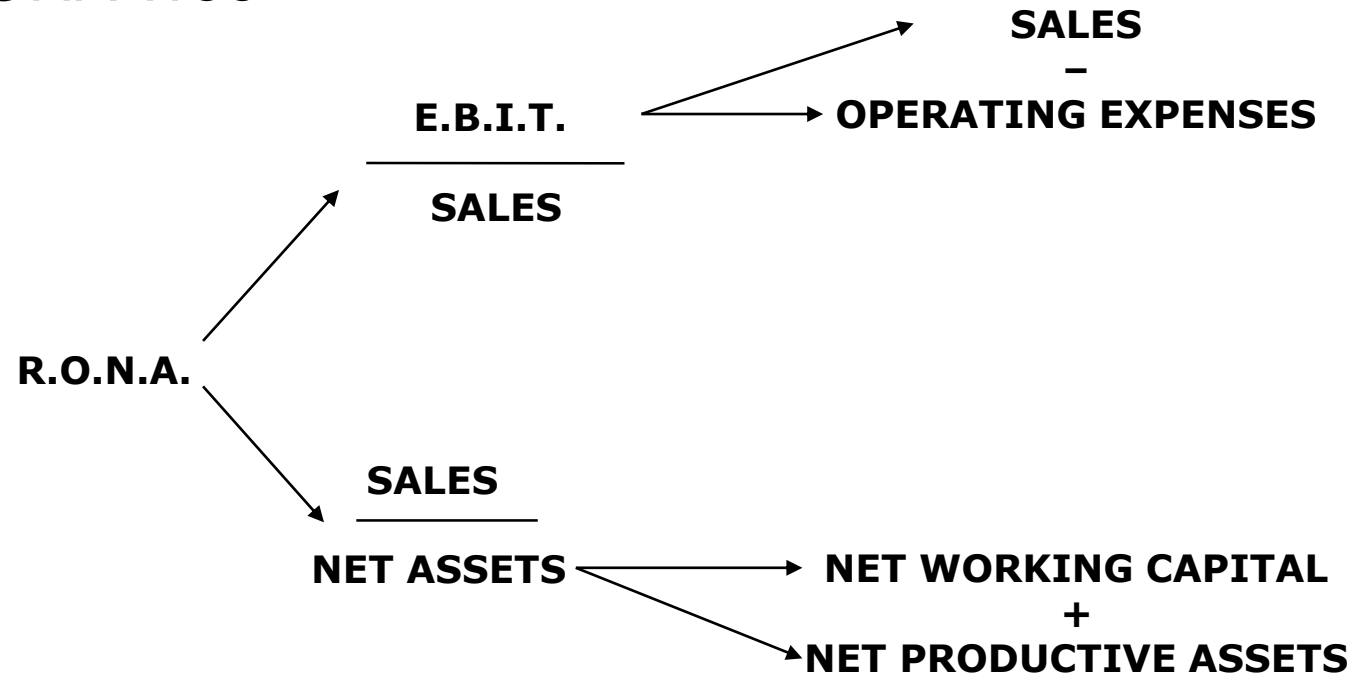 SALES
–
E.B.I.T.
OPERATING EXPENSES
SALES
R.O.N.A.
SALES
NET ASSETS
NET WORKING CAPITAL
+
NET PRODUCTIVE ASSETS